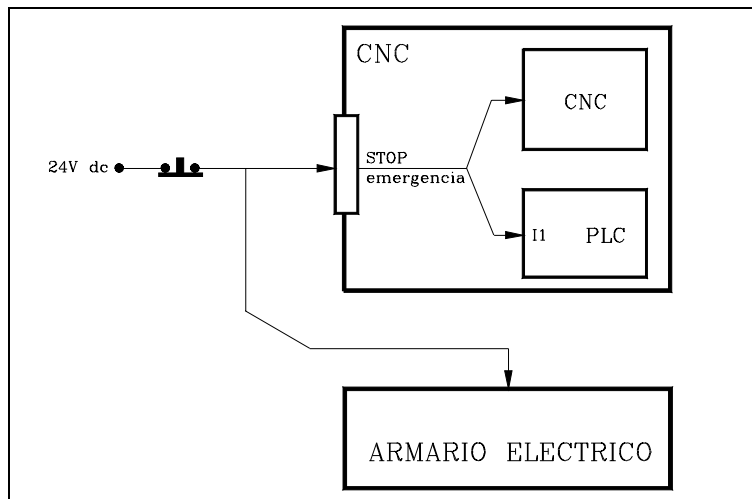 CNC
CNC
24V dc
STOP
emergencia
I1 PLC
ARMARIO ELECTRICO